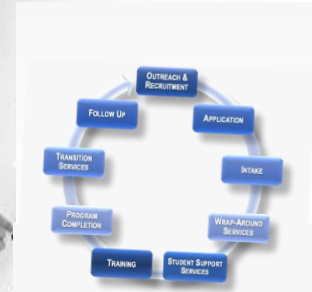 OUTREACH &
RECRUITMENT
APPLICATION
INTAKE
WRAP-AROUND
SERVICES
STUDENT SUPPORT
SERVICES
TRAINING
PROGRAM
COMPLETION
TRANSITION
SERVICES
FOLLOW UP